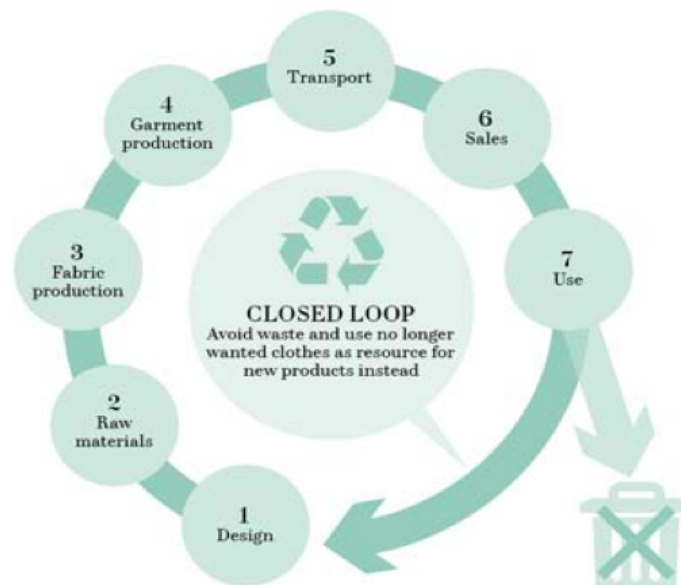 5
Transport
4
Garment
production
6
Sales
3
Fabric
production
7
Use
CLOSED LOOP
Avoid waste and use no longer
wanted clothes as resource for
new products instead
2
Raw
materials
1
Design